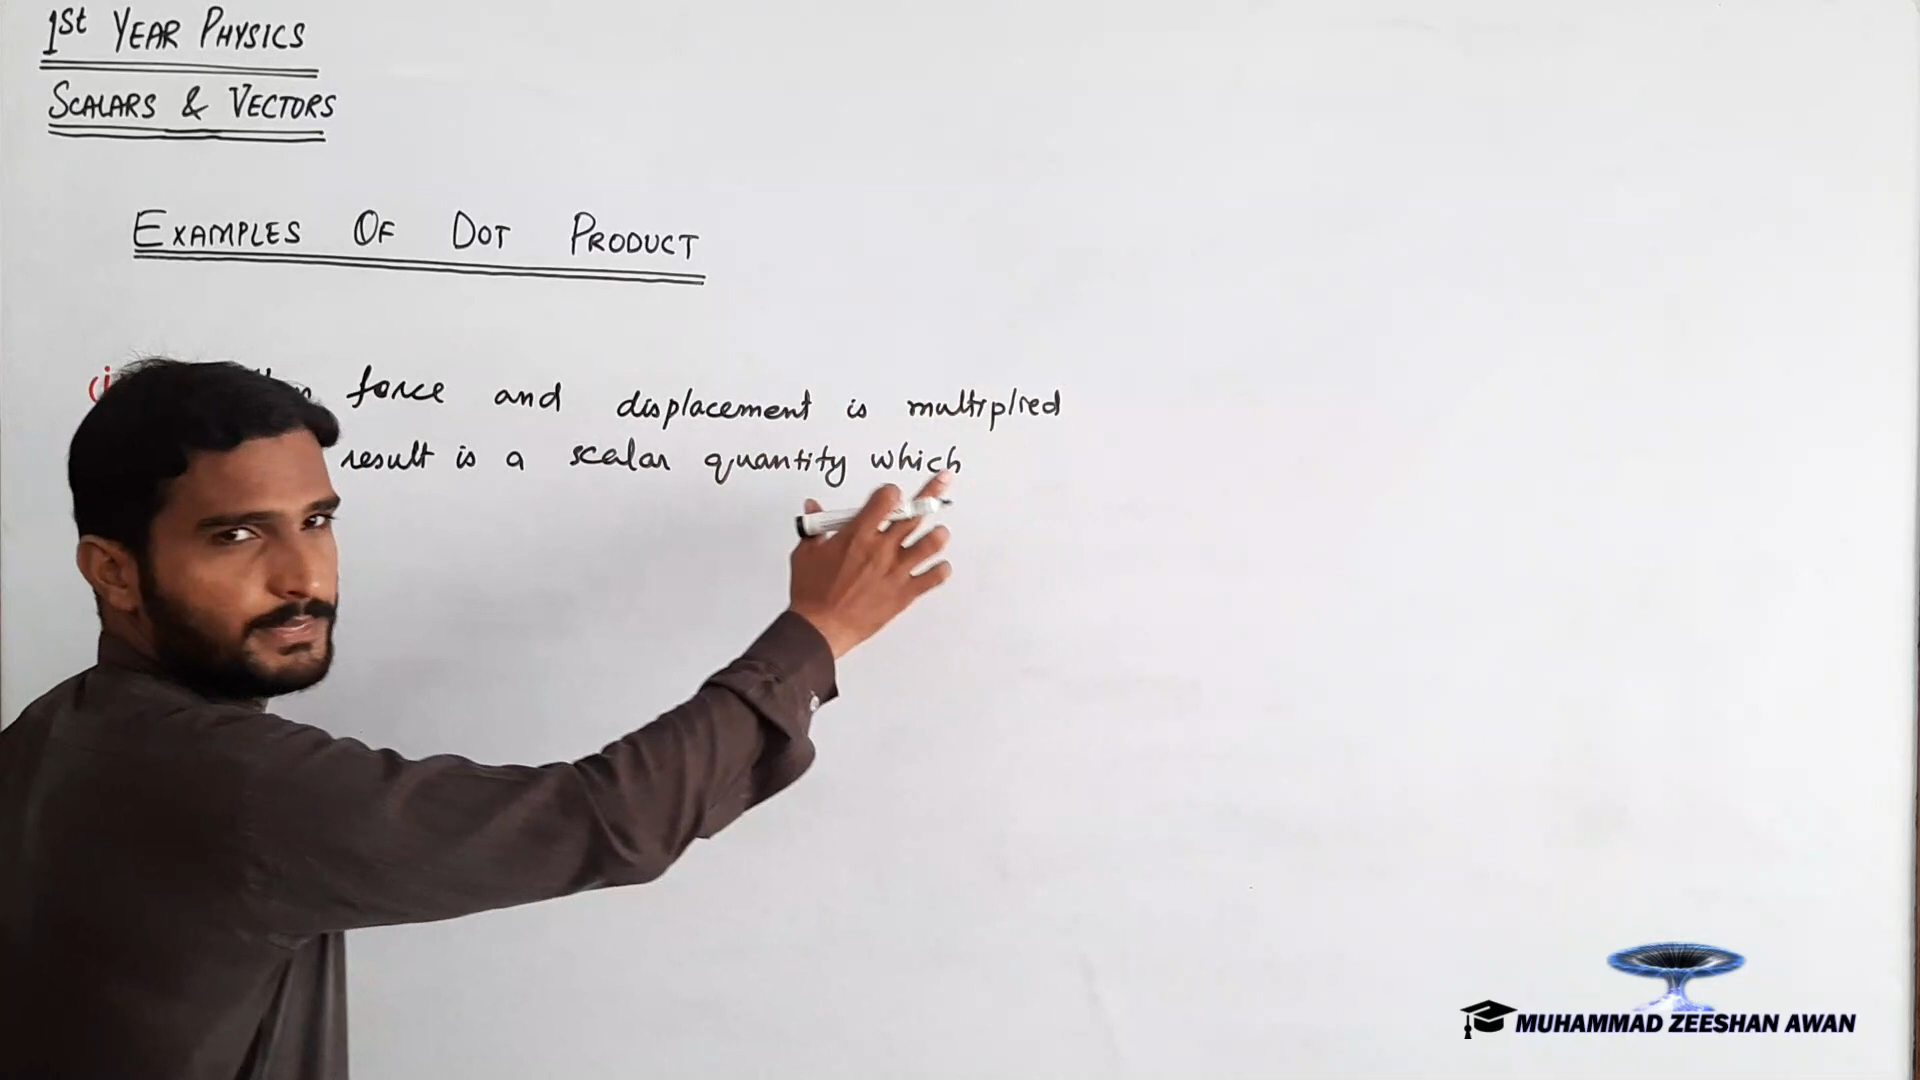 1st YEAR PHYSICS
SCALARS & VECTORS
EXAMPLES OF DOT PRODUCT
(i force and displacement is multiplied
result is a scalar quantity which
MUHAMMAD ZEESHAN AWAN